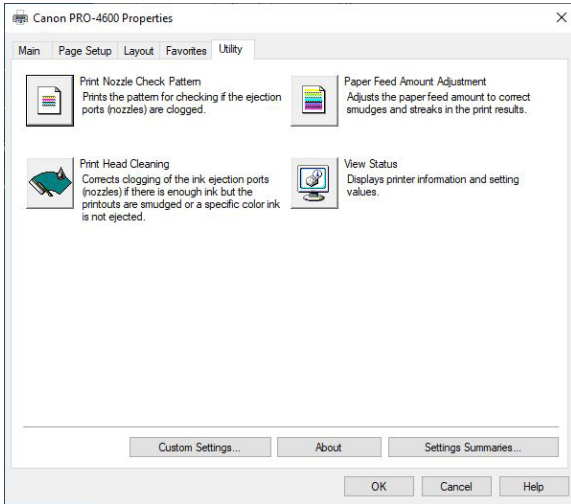 Canon PRO-4600 Properties
Main Page Setup Layout Favorites Utility
Print Nozzle Check Pattern
Prints the pattern for checking if the ejection
ports (nozzles) are clogged.
Paper Feed Amount Adjustment
Adjusts the paper feed amount to correct
smudges and streaks in the print results.
Print Head Cleaning
Corrects clogging of the ink ejection ports
(nozzles) if there is enough ink but the
printouts are smudged or a specific color ink
is not ejected.
View Status
Displays printer information and setting
values.
Custom Settings... About Settings Summaries...
OK Cancel Help